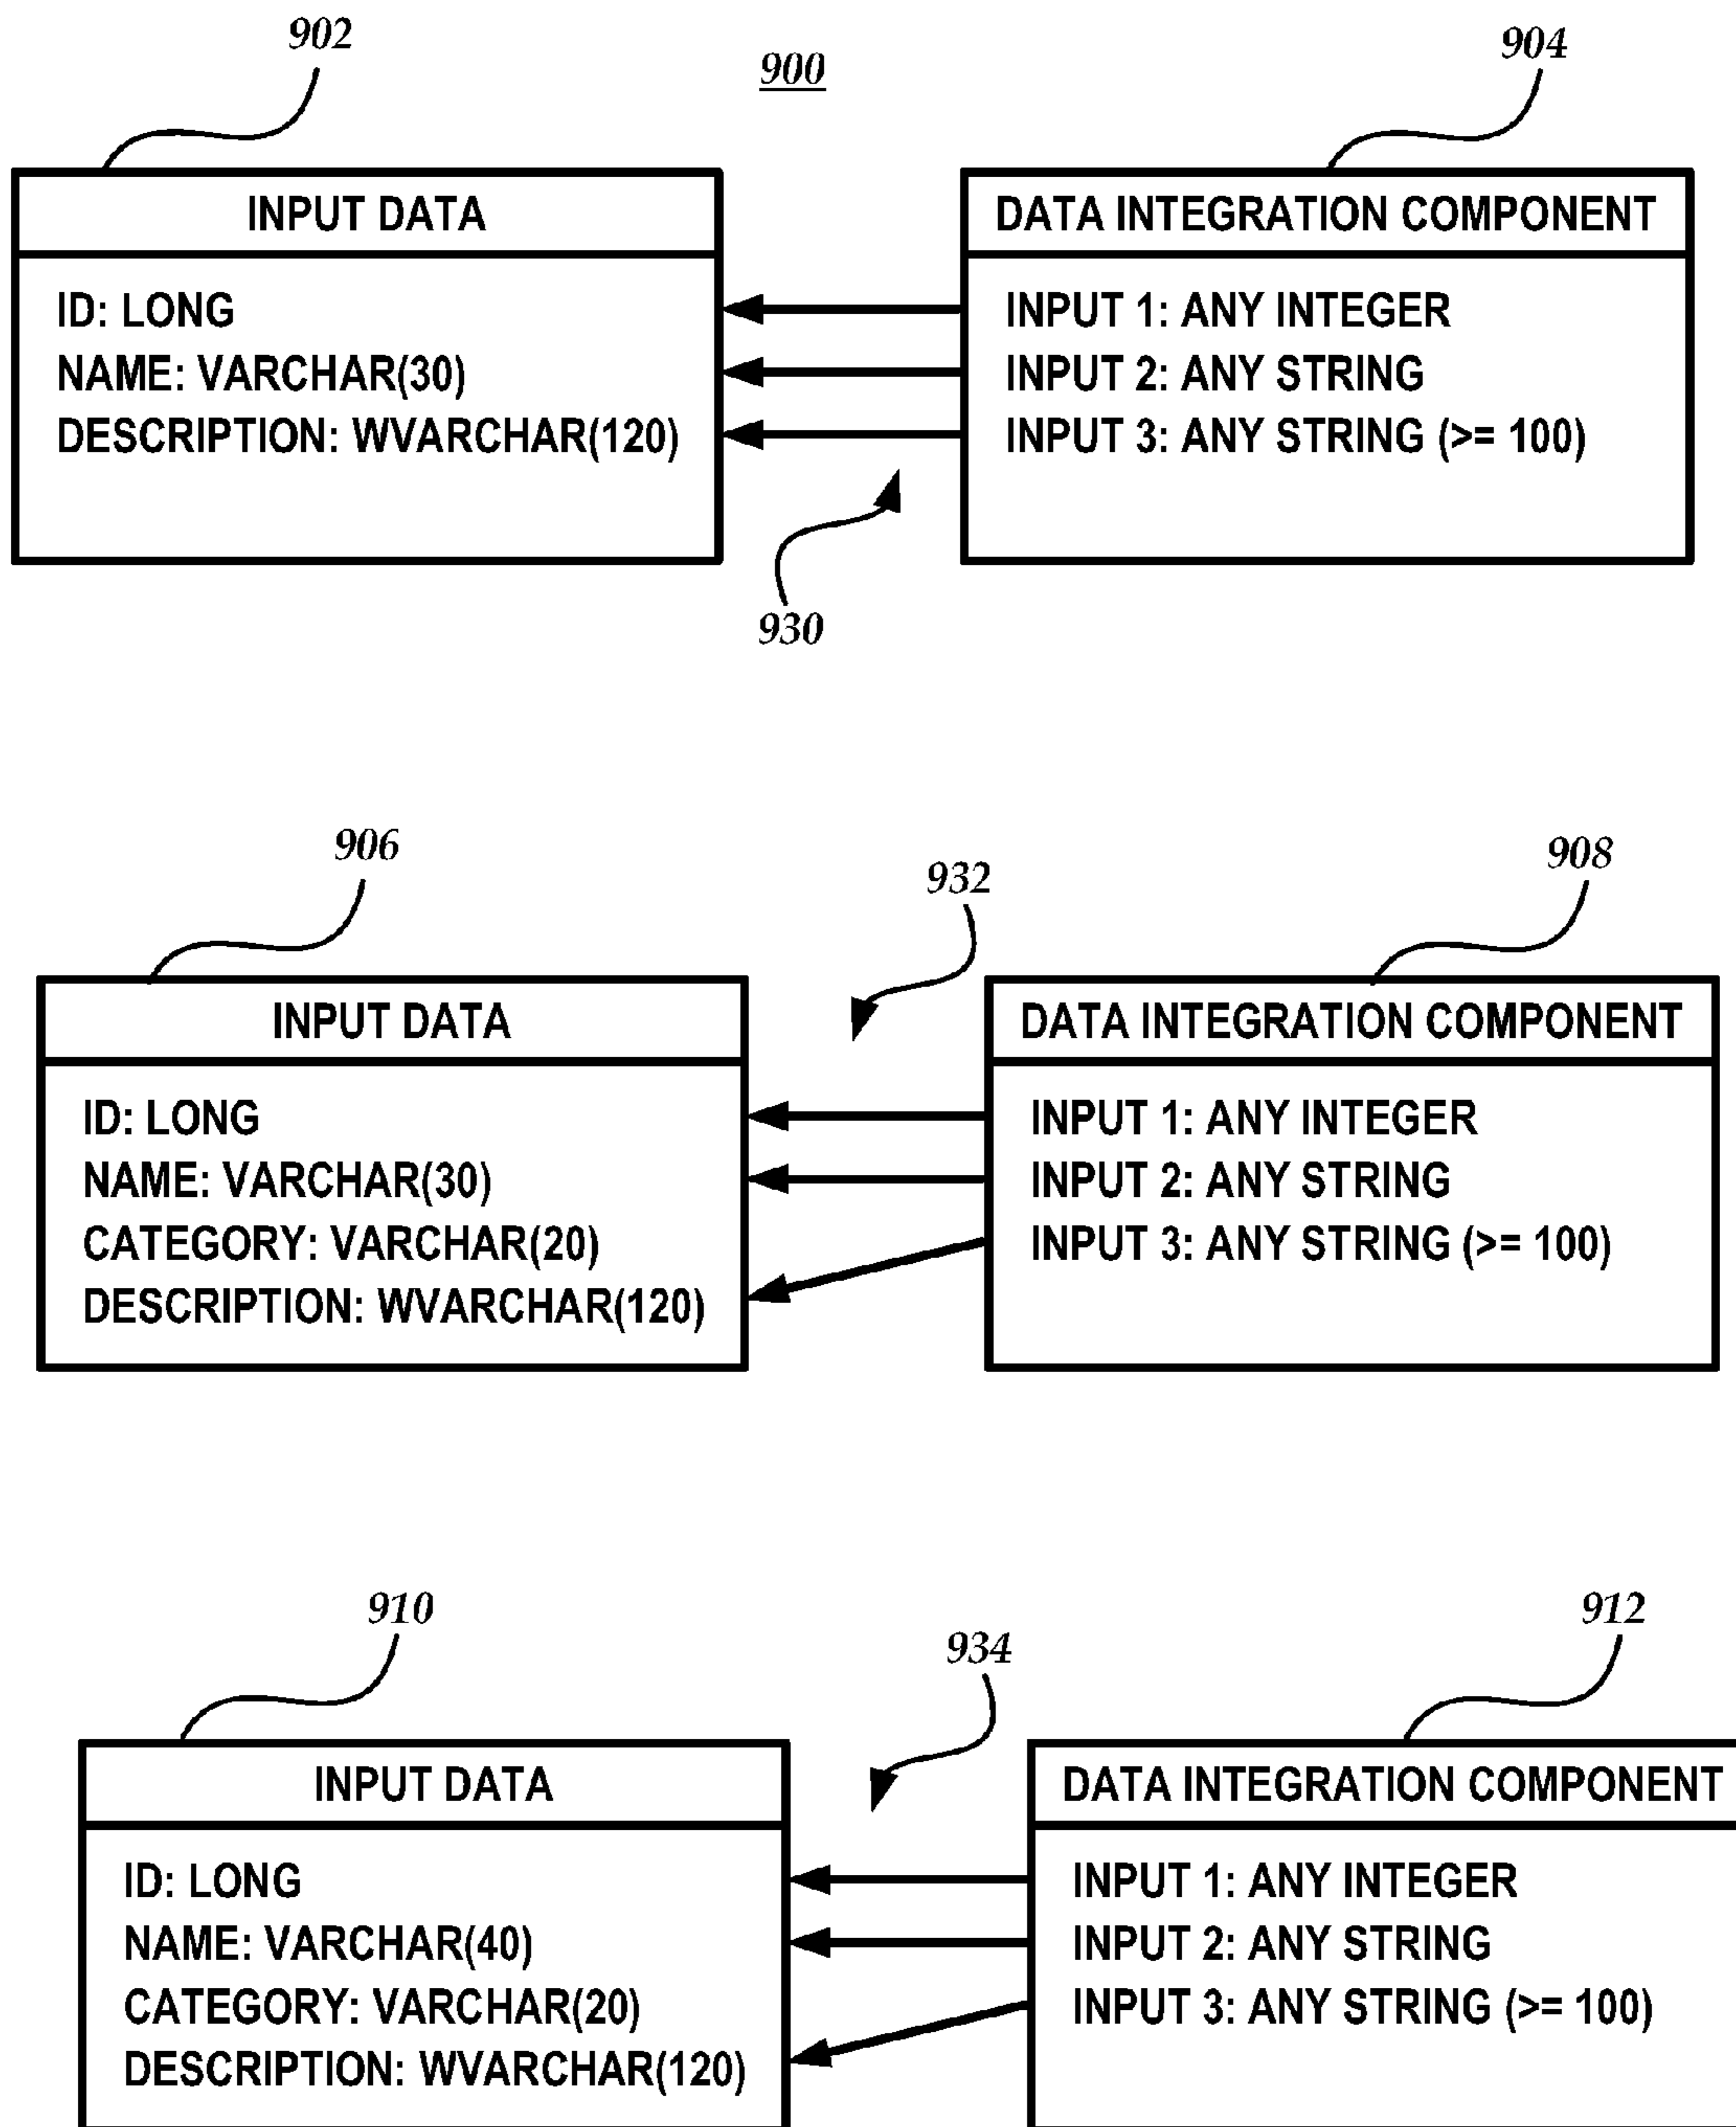 902
900
904
INPUT DATA
ID: LONG
NAME: VARCHAR(30)
DESCRIPTION: WVARCHAR(120)
DATA INTEGRATION COMPONENT
INPUT 1: ANY INTEGER
INPUT 2: ANY STRING
INPUT 3: ANY STRING (>= 100)
930
906
932
908
INPUT DATA
ID: LONG
NAME: VARCHAR(30)
CATEGORY: VARCHAR(20)
DESCRIPTION: WVARCHAR(120)
DATA INTEGRATION COMPONENT
INPUT 1: ANY INTEGER
INPUT 2: ANY STRING
INPUT 3: ANY STRING (>= 100)
910
934
912
INPUT DATA
ID: LONG
NAME: VARCHAR(40)
CATEGORY: VARCHAR(20)
DESCRIPTION: WVARCHAR(120)
DATA INTEGRATION COMPONENT
INPUT 1: ANY INTEGER
INPUT 2: ANY STRING
INPUT 3: ANY STRING (>= 100)